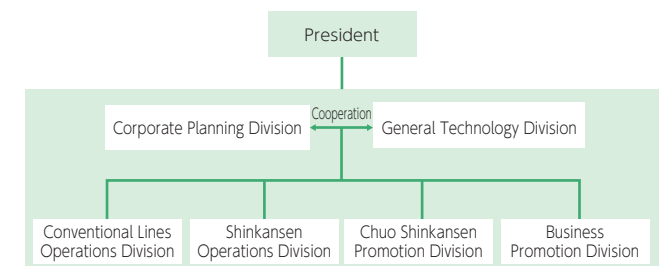 President
Cooperation
Corporate Planning Division
General Technology Division
Conventional Lines
Operations Division
Shinkansen
Operations Division
Chuo Shinkansen
Promotion Division
Business
Promotion Division